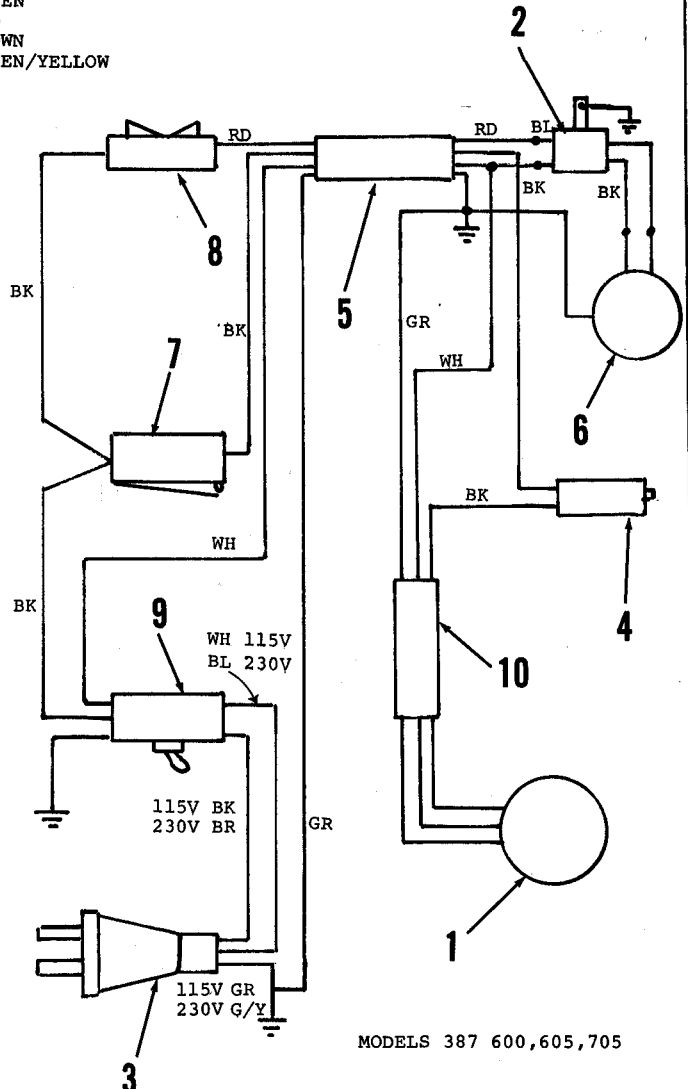 EN
WN
EN/YELLOW
2
RD
RD
BL
BK
BK
8
5
BK
BK
GR
7
WH
6
BK
WH
BK
9
WH 115V
BL 230V
4
10
115V BK
230V BR
GR
1
115V GR
230V G/Y
3
MODELS 387 600,605,705